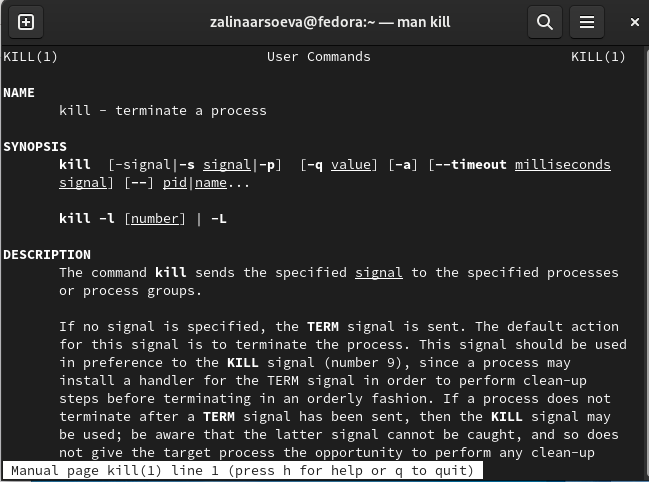 zalinaarsoeva@fedora:~ — man kill
KILL(1) User Commands KILL(1)
NAME
kill - terminate a process
SYNOPSIS
kill [-signal|-s signal|-p] [-q value] [-a] [--timeout milliseconds
signal] [--] pid|name...
kill -l [number] | -L
DESCRIPTION
The command kill sends the specified signal to the specified processes
or process groups.
If no signal is specified, the TERM signal is sent. The default action
for this signal is to terminate the process. This signal should be used
in preference to the KILL signal (number 9), since a process may
install a handler for the TERM signal in order to perform clean-up
steps before terminating in an orderly fashion. If a process does not
terminate after a TERM signal has been sent, then the KILL signal may
be used; be aware that the latter signal cannot be caught, and so does
not give the target process the opportunity to perform any clean-up
Manual page kill(1) line 1 (press h for help or q to quit)